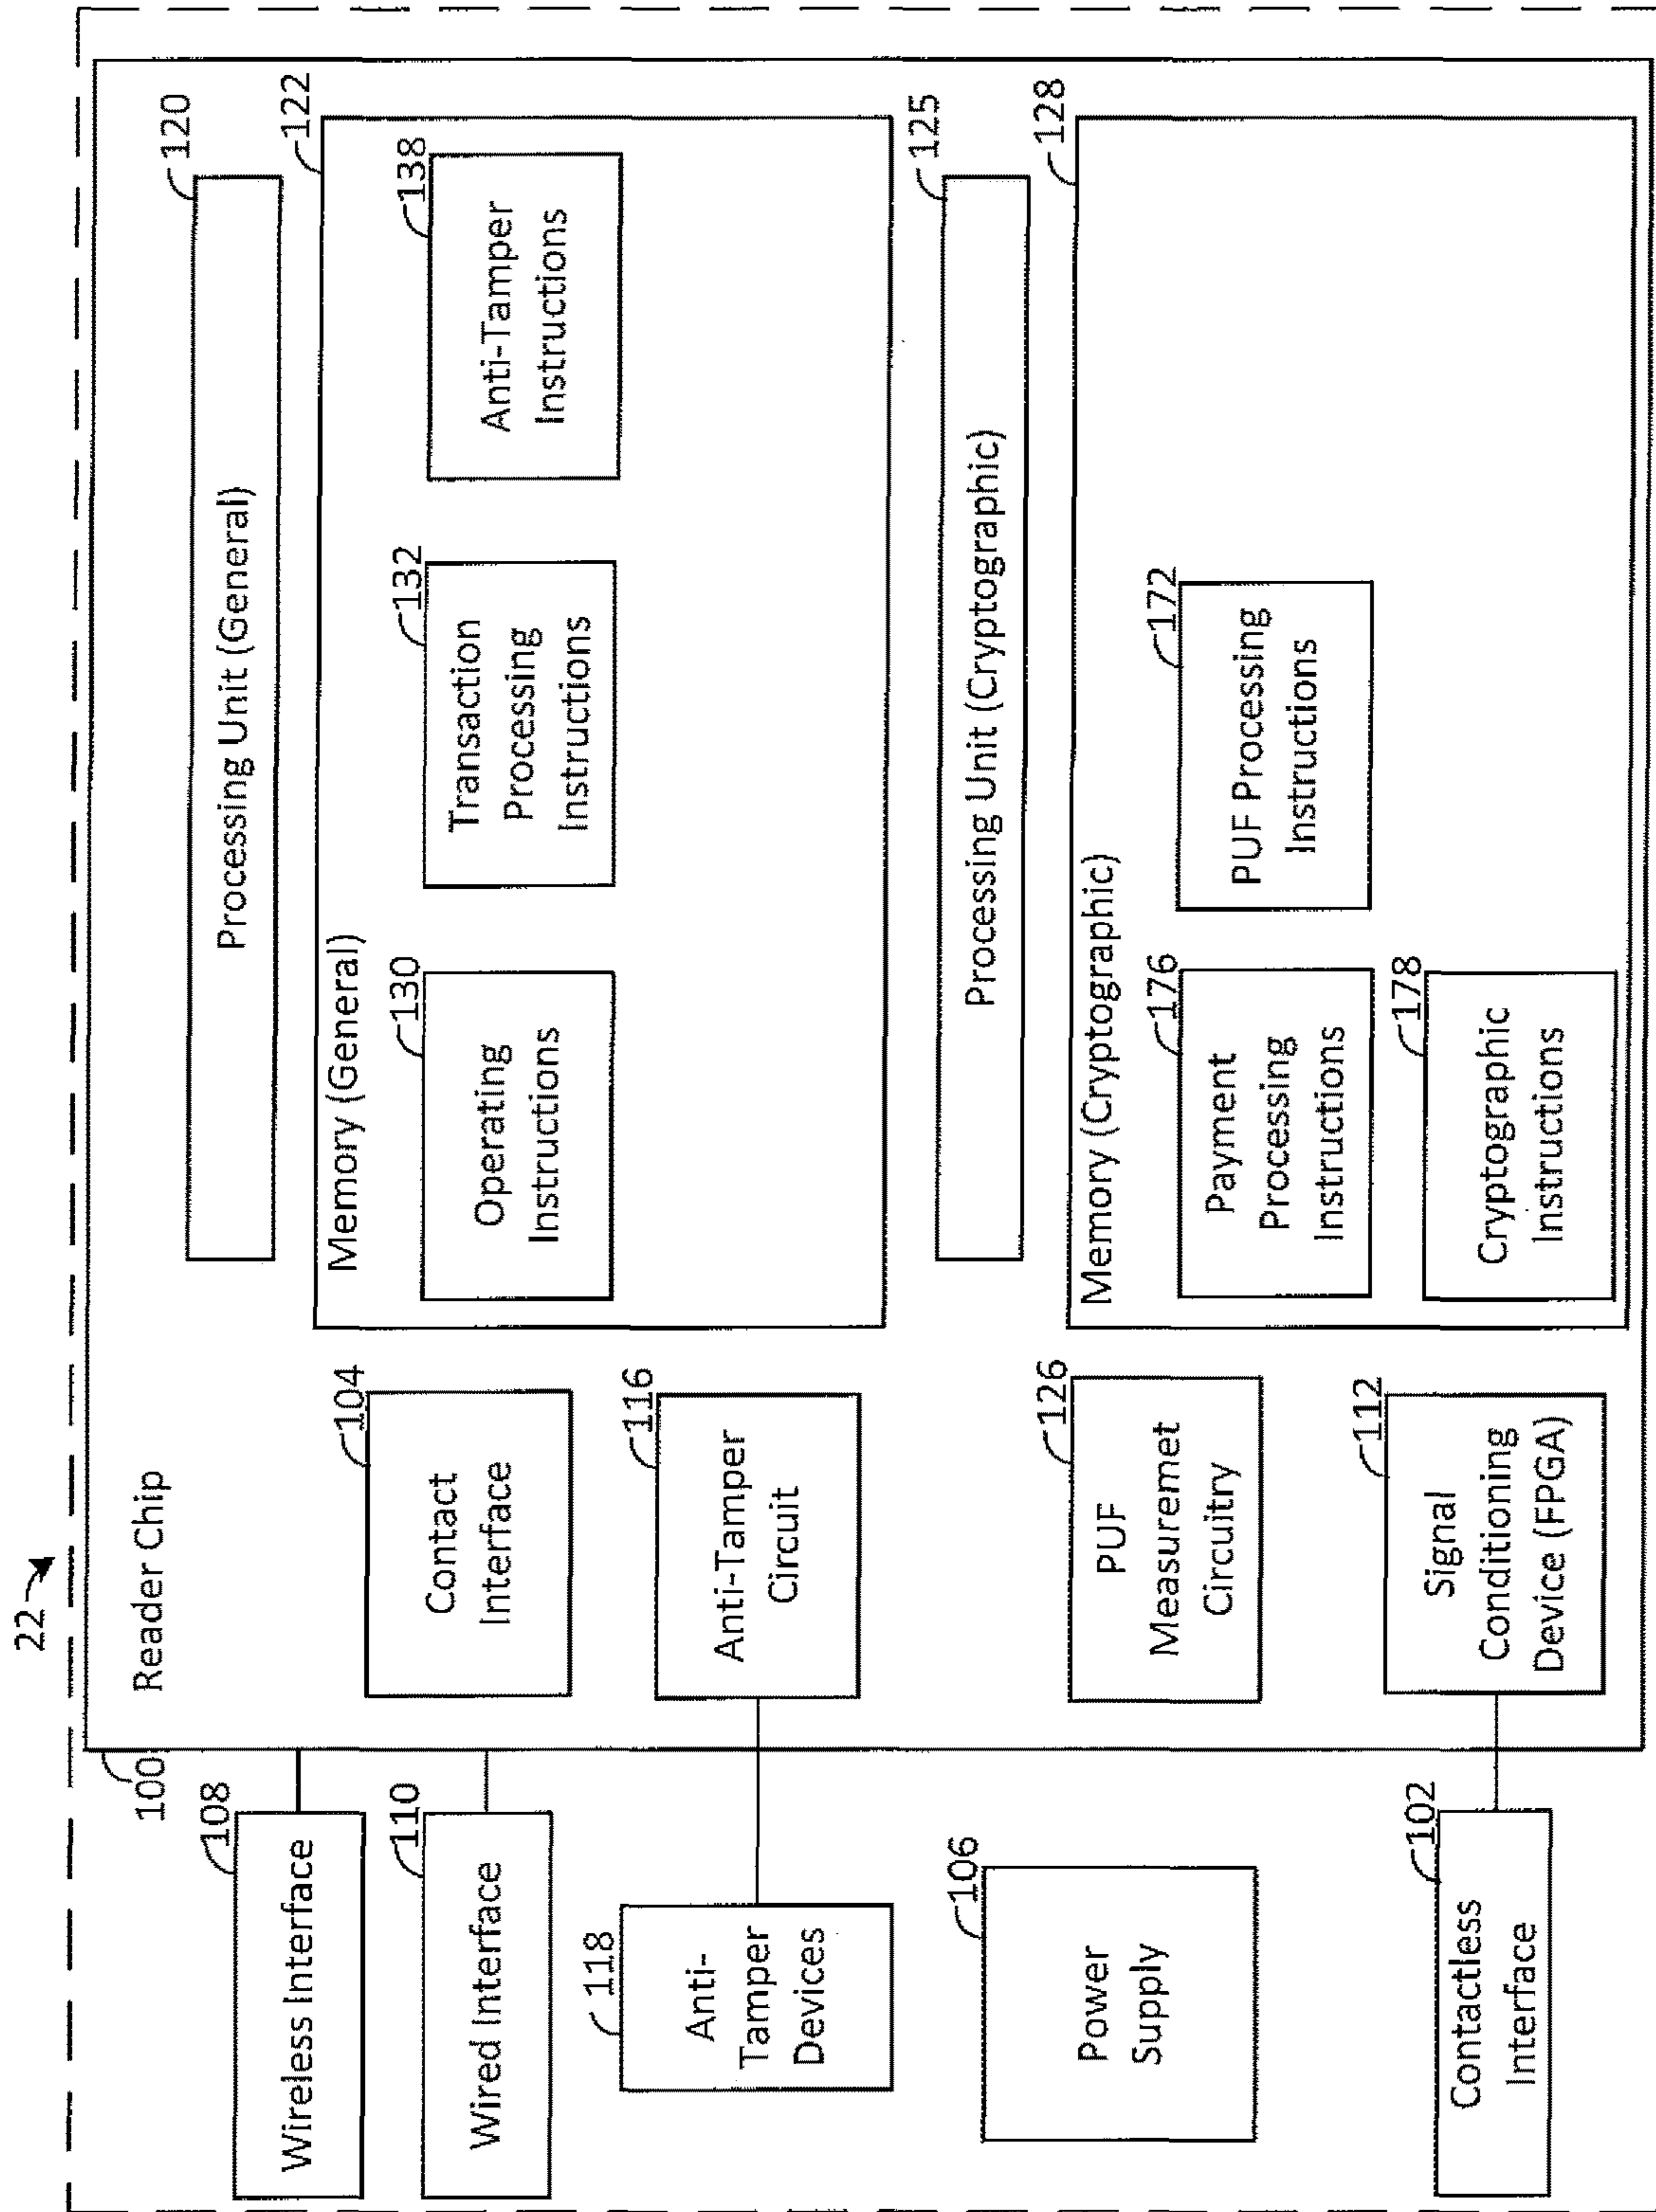 22
Reader Chip
100
108
Wireless Interface
110
Wired Interface
118
Anti-
Tamper
Devices
106
Power
Supply
102
Contactless
Interface
104
Contact
Interface
116
Anti-Tamper
Circuit
126
PUF
Measuremet
Circuitry
112
Signal
Conditioning
Device (FPGA)
120
Processing Unit (General)
122
Memory (General)
130
Operating
Instructions
132
Transaction
Processing
Instructions
138
Anti-Tamper
Instructions
125
Processing Unit (Cryptographic)
128
Memory (Cryptographic)
176
Payment
Processing
Instructions
172
PUF Processing
Instructions
178
Cryptographic
Instructions